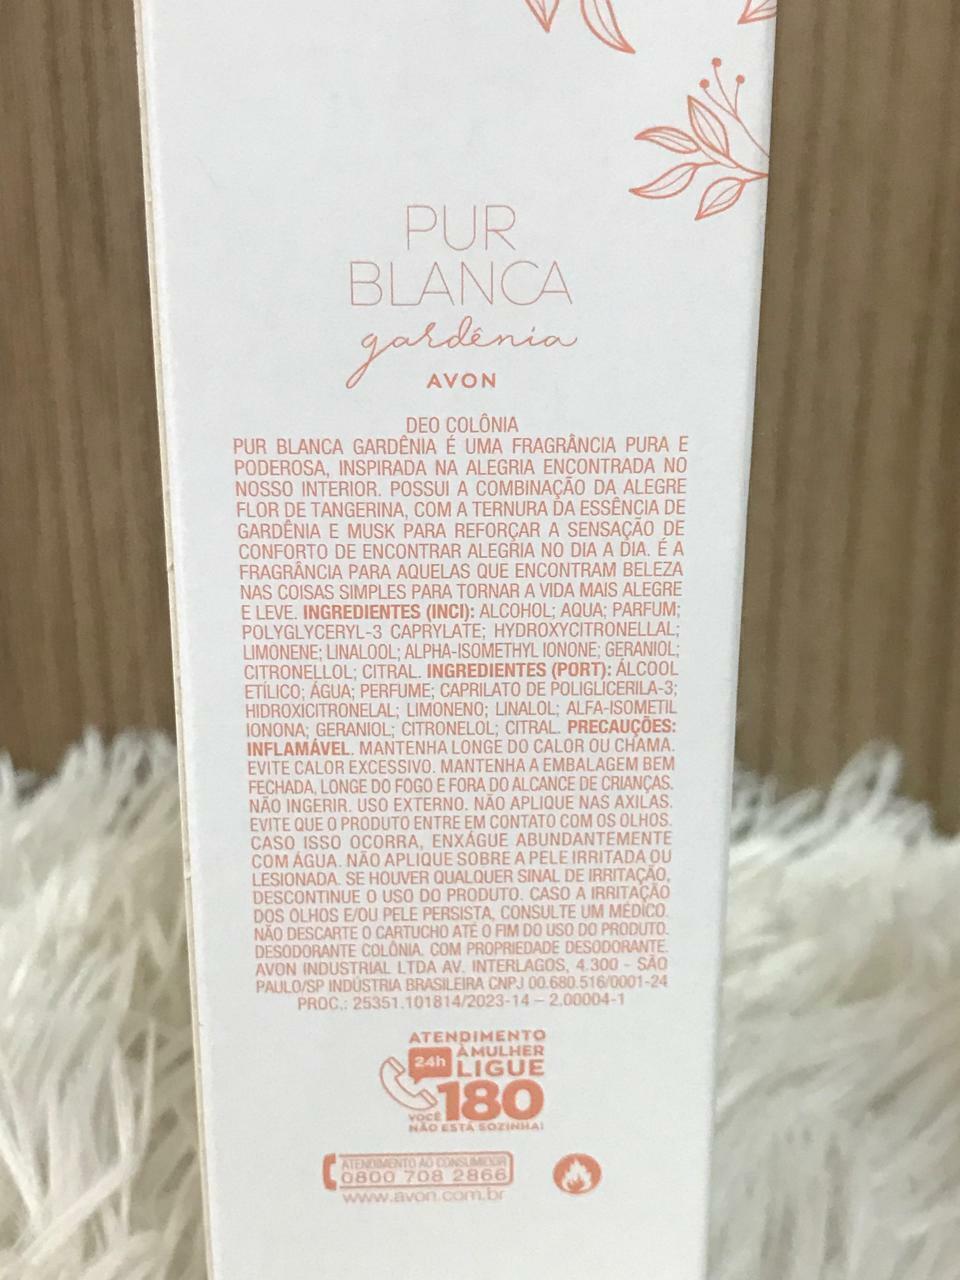 PUR
BLANCA
gardênia
AVON
DEO COLÔNIA
PUR BLANCA GARDÊNIA É UMA FRAGRÂNCIA PURA E
PODEROSA, INSPIRADA NA ALEGRIA ENCONTRADA NO
NOSSO INTERIOR. POSSUI A COMBINAÇÃO DA ALEGRE
FLOR DE TANGERINA, COM A TERNURA DA ESSÊNCIA DE
GARDÊNIA E MUSK PARA REFORÇAR A SENSAÇÃO DE
CONFORTO DE ENCONTRAR ALEGRIA NO DIA A DIA. É A
FRAGRÂNCIA PARA AQUELAS QUE ENCONTRAM BELEZA
NAS COISAS SIMPLES PARA TORNAR A VIDA MAIS ALEGRE
E LEVE. INGREDIENTES (INCI): ALCOHOL; AQUA; PARFUM;
POLYGLYCERYL-3 CAPRYLATE; HYDROXYCITRONELLAL;
LIMONENE; LINALOOL; ALPHA-ISOMETHYL IONONE; GERANIOL;
CITRONELLOL; CITRAL. INGREDIENTES (PORT): ÁLCOOL
ETÍLICO; ÁGUA; PERFUME; CAPRILATO DE POLIGLICERILA-3;
HIDROXICITRONELAL; LIMONENO; LINALOL; ALFA-ISOMETIL
IONONA; GERANIOL; CITRONELOL; CITRAL. PRECAUÇÕES:
INFLAMÁVEL. MANTENHA LONGE DO CALOR OU CHAMA.
EVITE CALOR EXCESSIVO. MANTENHA A EMBALAGEM BEM
FECHADA, LONGE DO FOGO E FORA DO ALCANCE DE CRIANÇAS.
NÃO INGERIR. USO EXTERNO. NÃO APLIQUE NAS AXILAS.
EVITE QUE O PRODUTO ENTRE EM CONTATO COM OS OLHOS.
CASO ISSO OCORRA, ENXÁGUE ABUNDANTEMENTE
COM ÁGUA. NÃO APLIQUE SOBRE A PELE IRRITADA OU
LESIONADA. SE HOUVER QUALQUER SINAL DE IRRITAÇÃO,
DESCONTINUE O USO DO PRODUTO. CASO A IRRITAÇÃO
DOS OLHOS E/OU PELE PERSISTA, CONSULTE UM MÉDICO.
NÃO DESCARTE O CARTUCHO ATÉ O FIM DO USO DO PRODUTO.
DESODORANTE COLÔNIA. COM PROPRIEDADE DESODORANTE.
AVON INDUSTRIAL LTDA AV. INTERLAGOS, 4.300 - SÃO
PAULO/SP INDÚSTRIA BRASILEIRA CNPJ 00.680.516/0001-24
PROC.: 25351.101814/2023-14 – 2.00004-1
ATENDIMENTO
24h À MULHER
LIGUE
180
VOCÊ
NÃO ESTÁ SOZINHA!
ATENDIMENTO AO CONSUMIDOR
0800 708 2866
www.avon.com.br